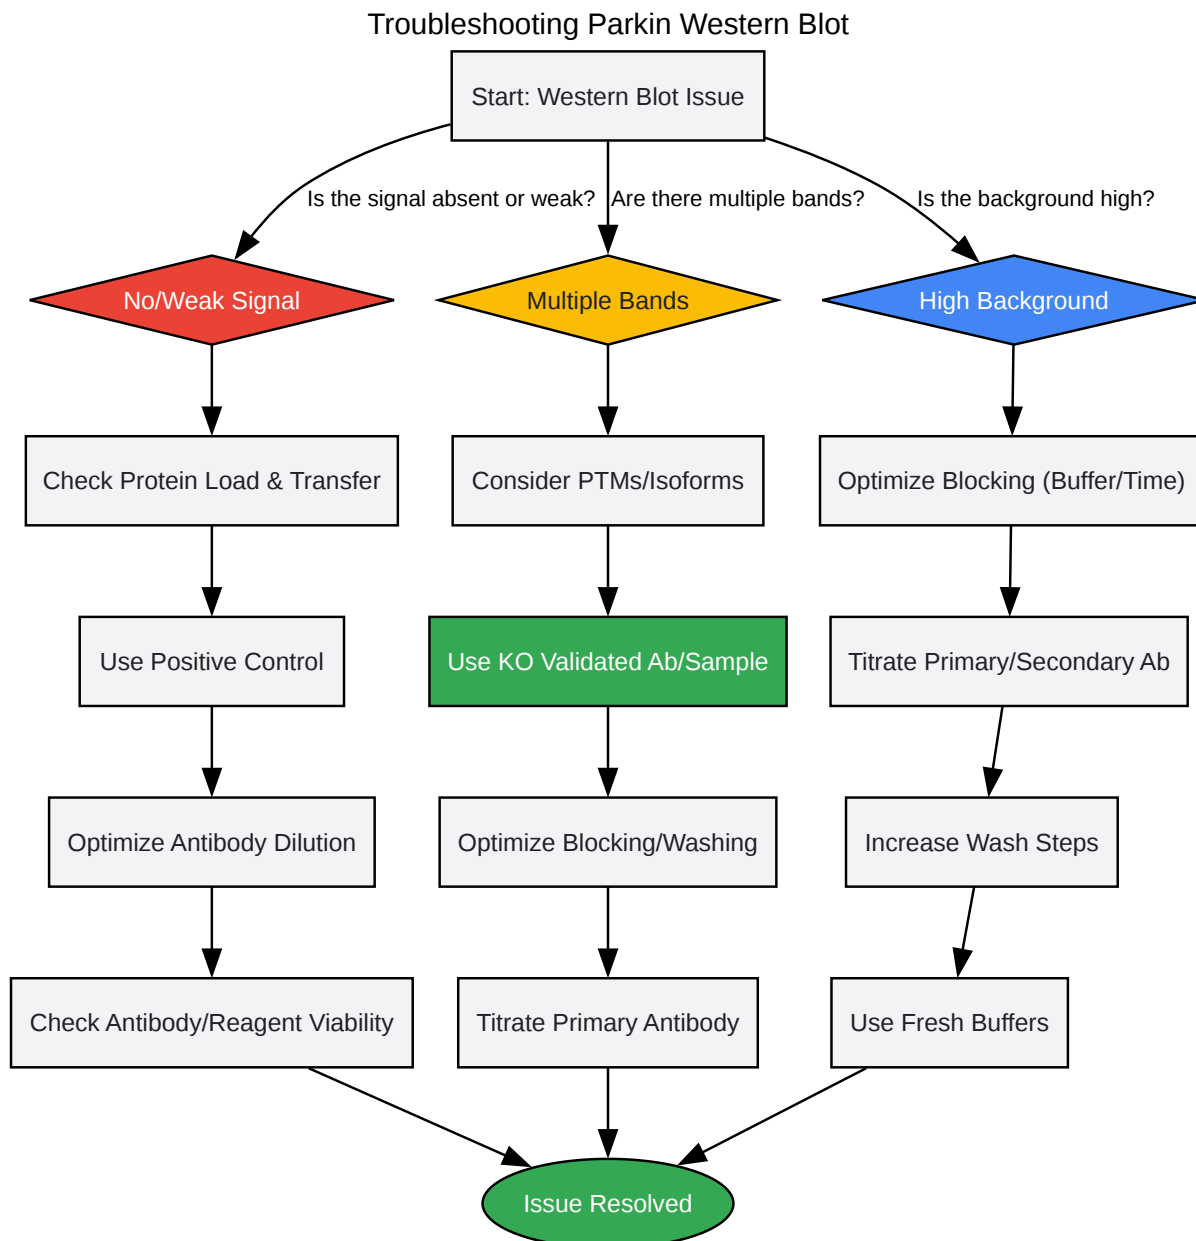 Troubleshooting Parkin Western Blot
Start: Western Blot Issue
Is the signal absent or weak?
Are there multiple bands?
Is the background high?
No/Weak Signal
Multiple Bands
High Background
Check Protein Load & Transfer
Consider PTMs/Isoforms
Optimize Blocking (Buffer/Time)
Use Positive Control
Use KO Validated Ab/Sample
Titrate Primary/Secondary Ab
Optimize Antibody Dilution
Optimize Blocking/Washing
Increase Wash Steps
Check Antibody/Reagent Viability
Titrate Primary Antibody
Use Fresh Buffers
Issue Resolved